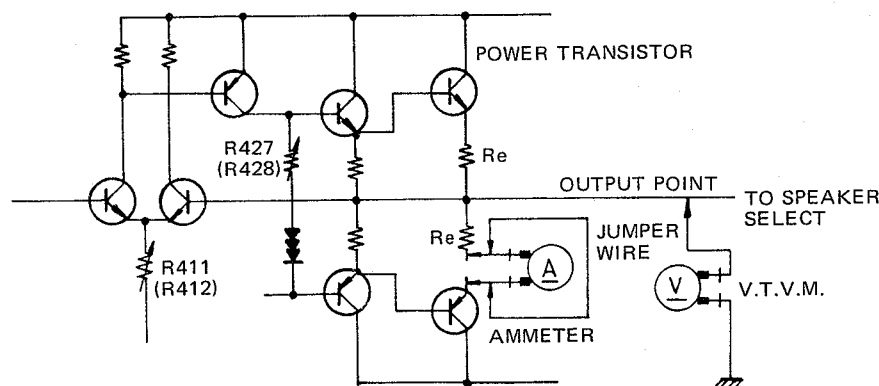 POWER TRANSISTOR
R427
(R428)
Re
OUTPUT POINT
TO SPEAKER
SELECT
Re
JUMPER
WIRE
R411
(R412)
A
V
V.T.V.M.
AMMETER